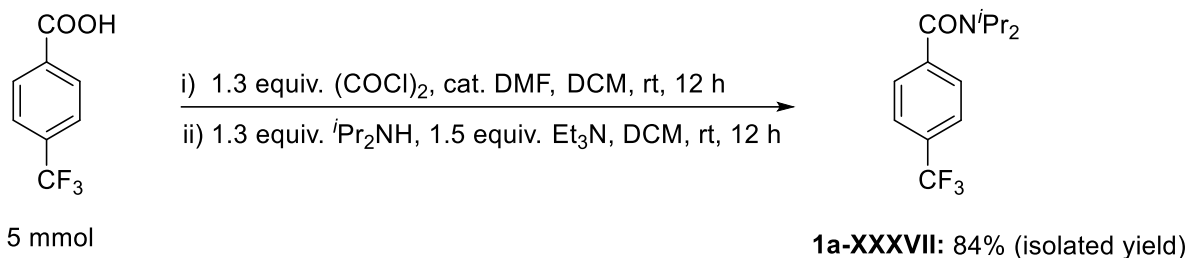 COOH
CF₃
5 mmol
i) 1.3 equiv. (COCl)₂, cat. DMF, DCM, rt, 12 h
ii) 1.3 equiv. ⁱPr₂NH, 1.5 equiv. Et₃N, DCM, rt, 12 h
CONⁱPr₂
CF₃
1a-XXXVII: 84% (isolated yield)